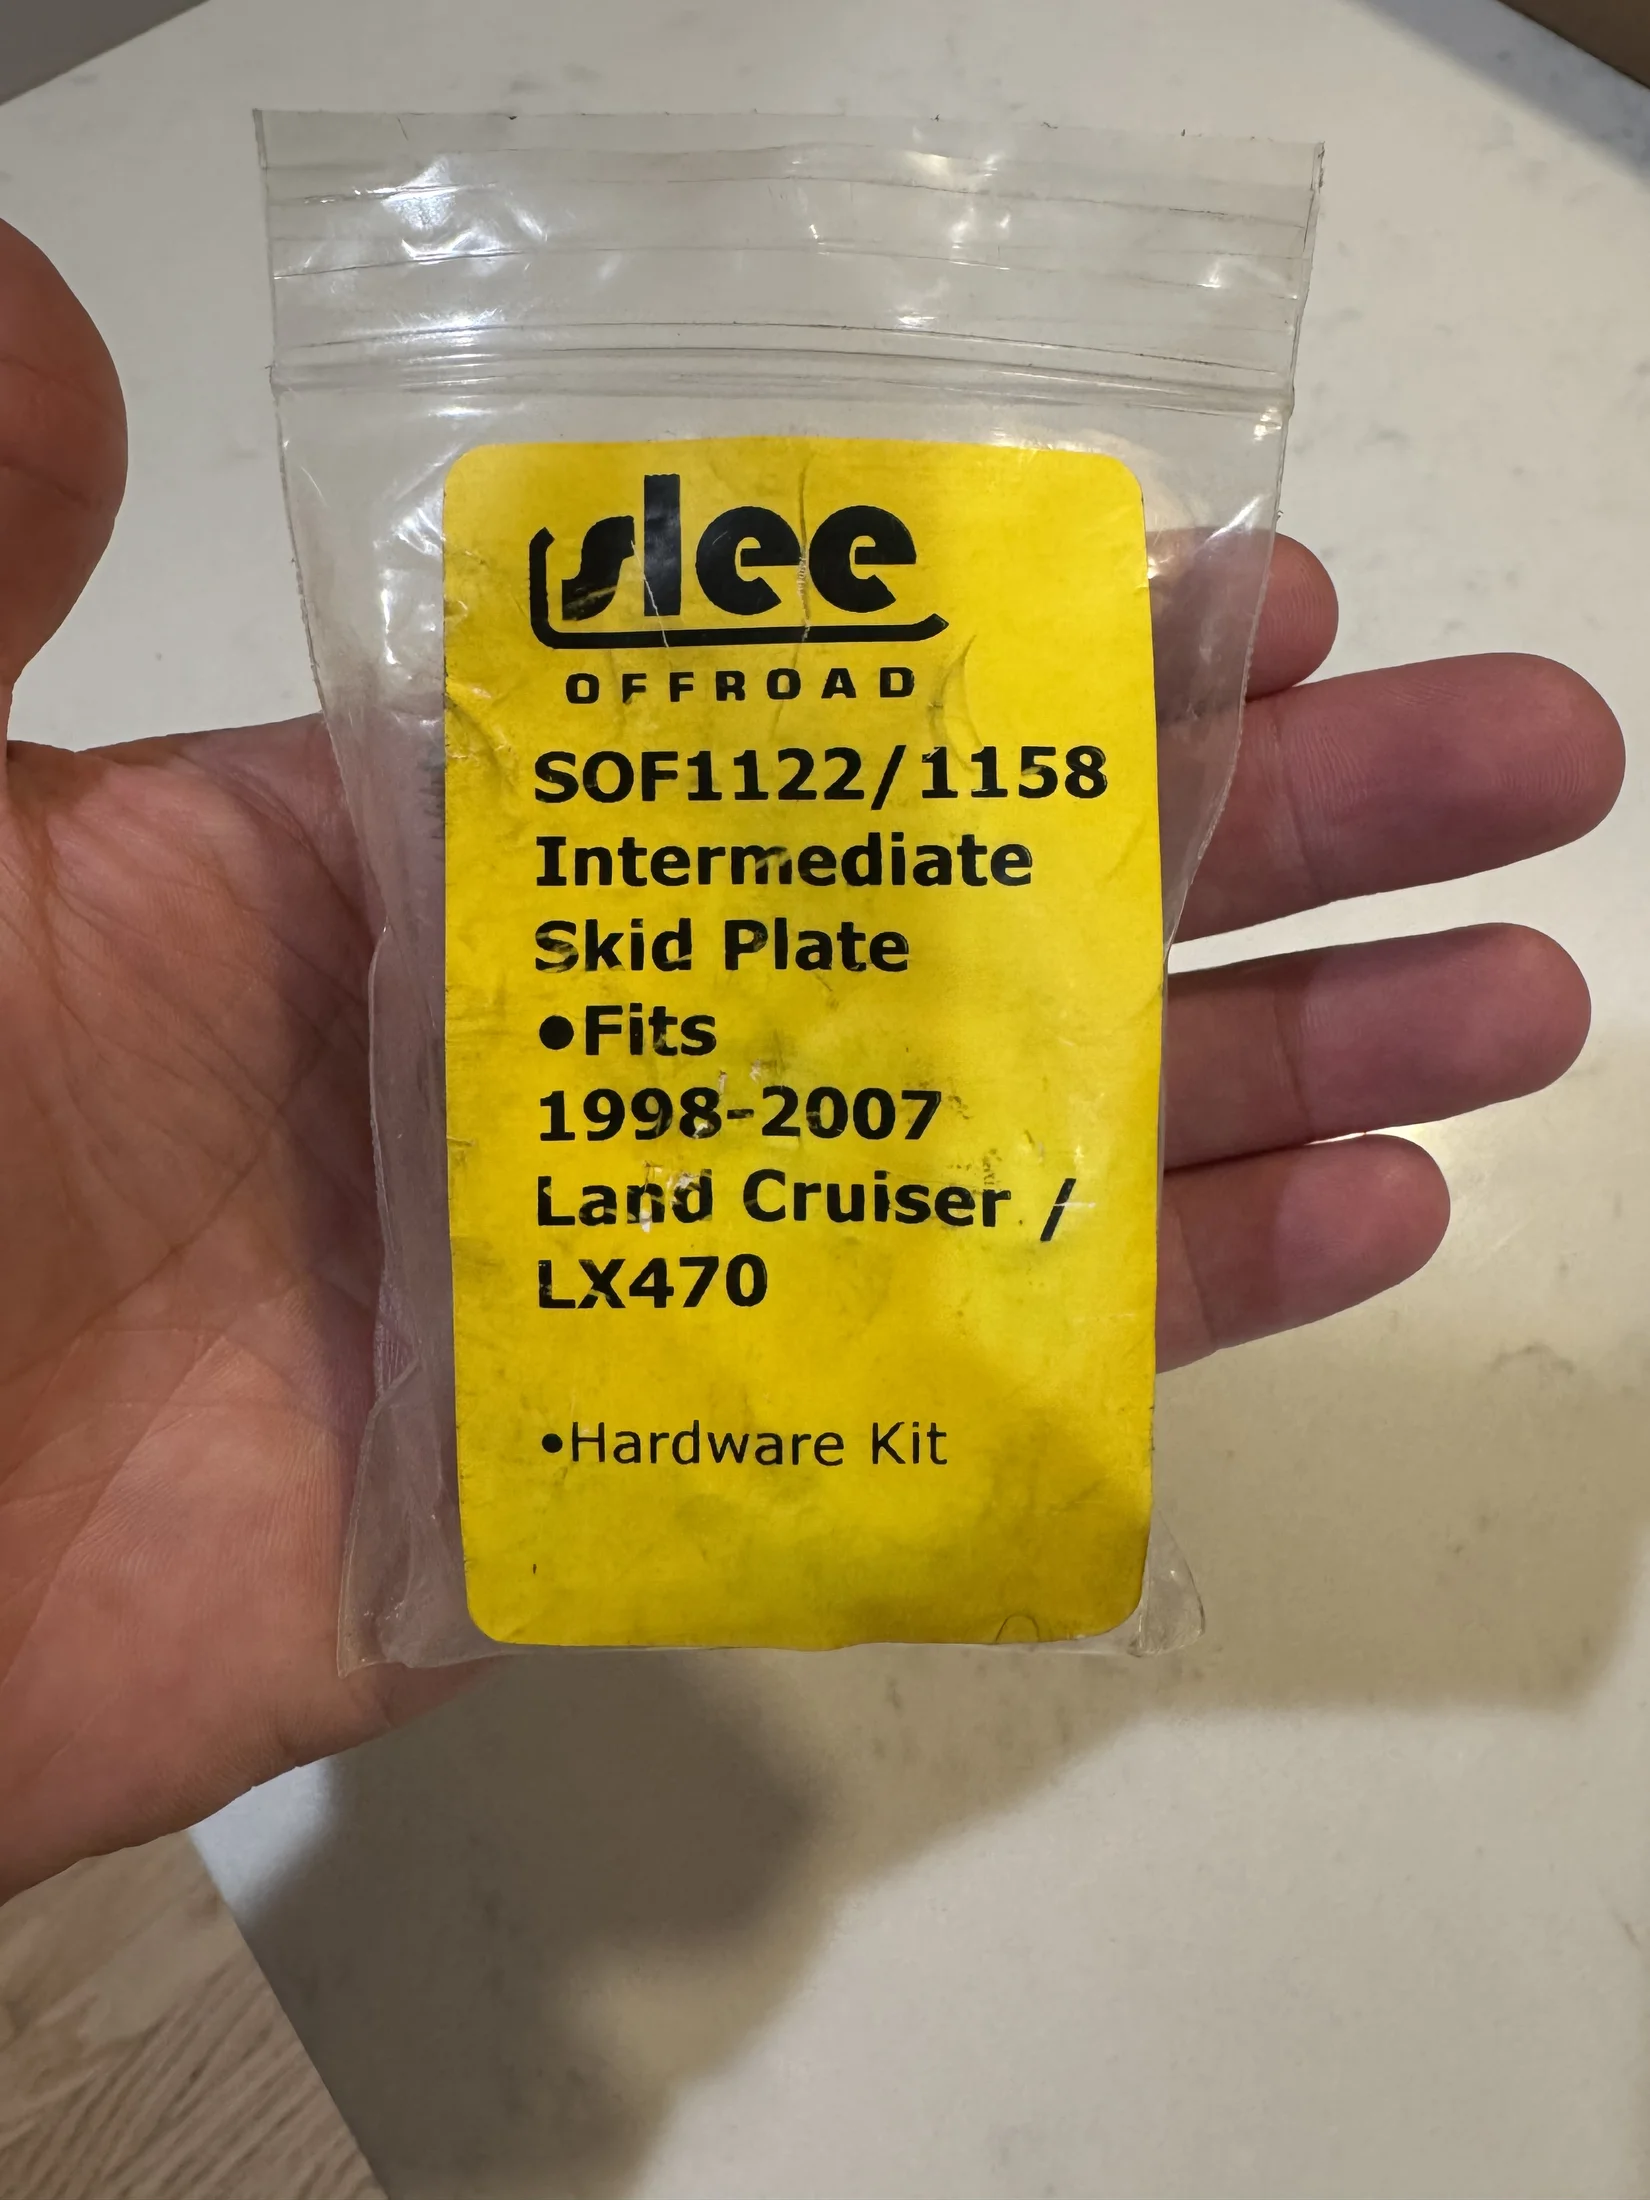 slee
OFFROAD
SOF1122/1158
Intermediate
Skid Plate
•Fits
1998-2007
Land Cruiser /
LX470
•Hardware Kit